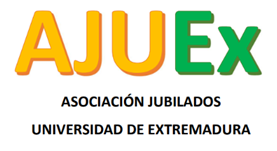 AJUEx
ASOCIACIÓN JUBILADOS
UNIVERSIDAD DE EXTREMADURA